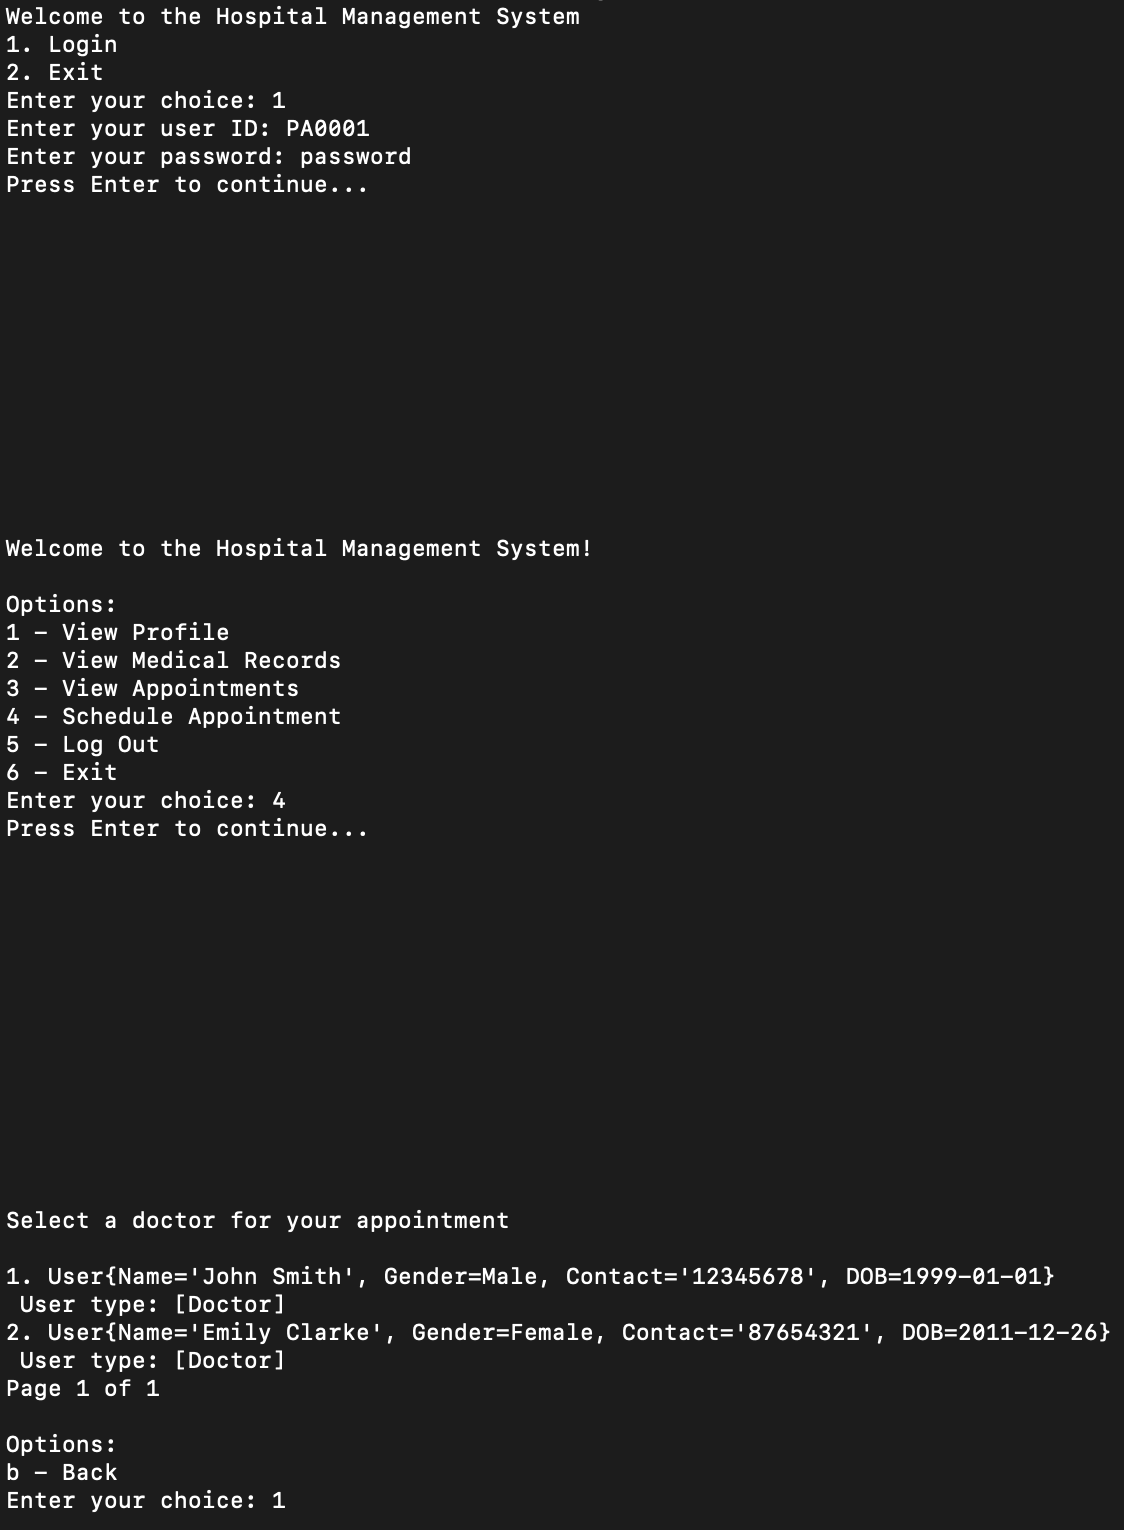 Welcome to the Hospital Management System
1. Login
2. Exit
Enter your choice: 1
Enter your user ID: PA0001
Enter your password: password
Press Enter to continue...
Welcome to the Hospital Management System!
Options:
1 – View Profile
2 – View Medical Records
3 – View Appointments
4 – Schedule Appointment
5 – Log Out
6 – Exit
Enter your choice: 4
Press Enter to continue...
Select a doctor for your appointment
1. User{Name='John Smith', Gender=Male, Contact='12345678', DOB=1999-01-01}
User type: [Doctor]
2. User{Name='Emily Clarke', Gender=Female, Contact='87654321', DOB=2011-12-26}
User type: [Doctor]
Page 1 of 1
Options:
b – Back
Enter your choice: 1